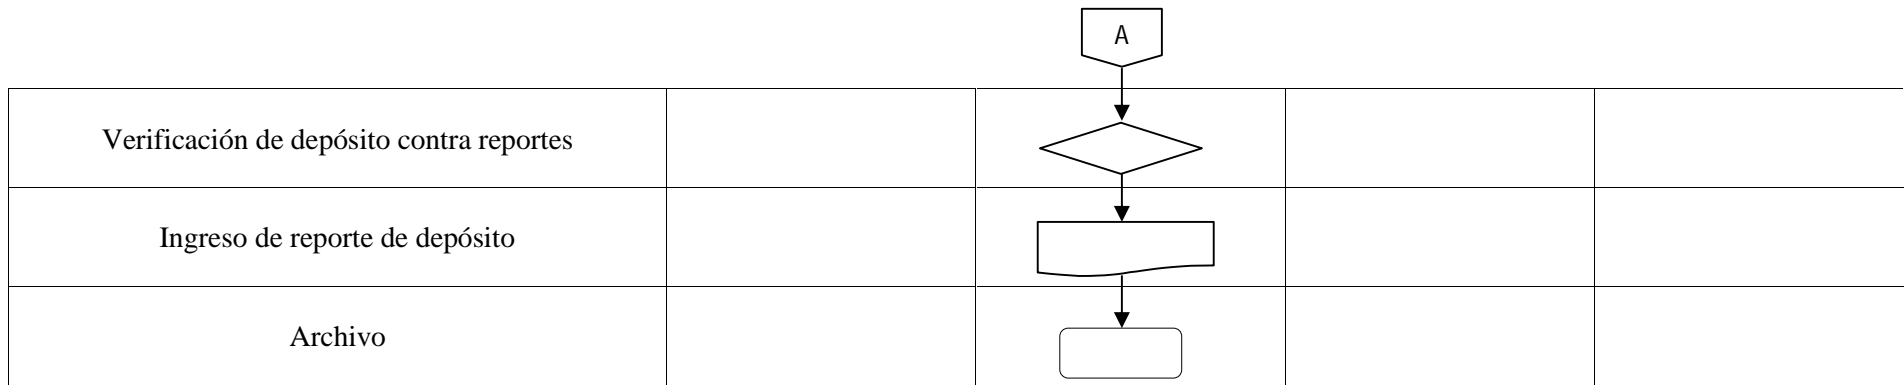 A
Verificación de depósito contra reportes
Ingreso de reporte de depósito
Archivo